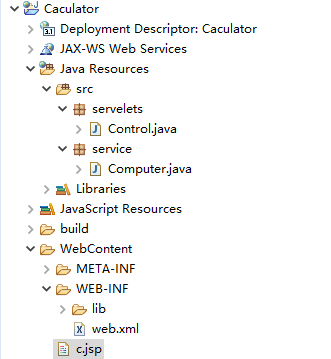 Caculator
Deployment Descriptor: Caculator
JAX-WS Web Services
Java Resources
src
servelets
Control.java
service
Computer.java
Libraries
JavaScript Resources
build
WebContent
META-INF
WEB-INF
lib
web.xml
c.jsp